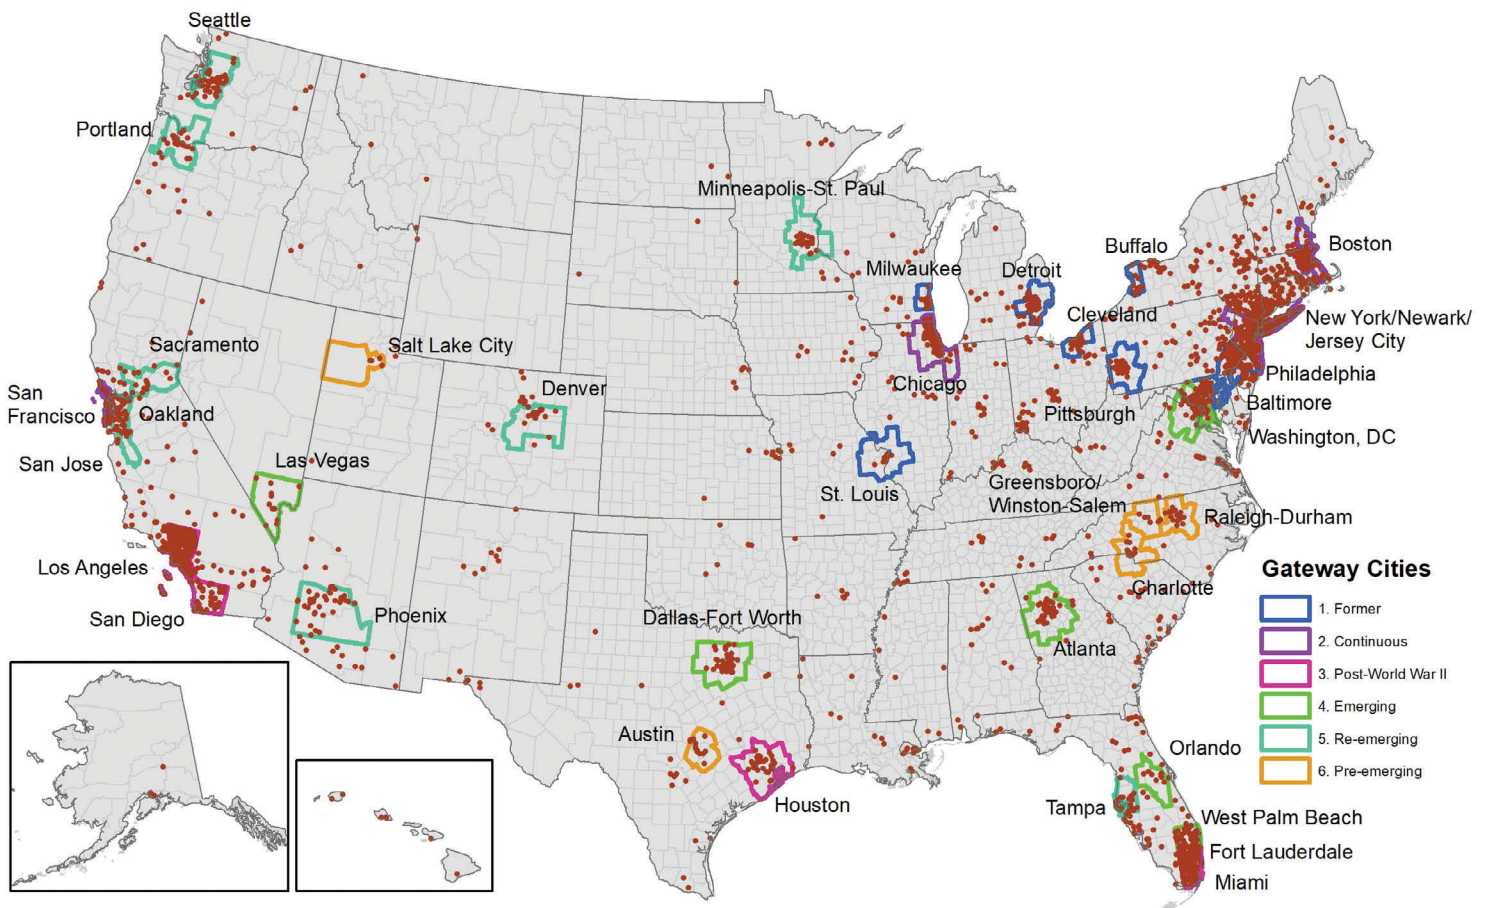 Seattle
Portland
Minneapolis-St. Paul
Milwaukee
Detroit
Buffalo
Boston
Cleveland
New York/Newark/
Jersey City
Sacramento
Salt Lake City
Denver
Chicago
Philadelphia
San
Francisco
Oakland
Pittsburgh
Baltimore
Washington, DC
San Jose
Las Vegas
St. Louis
Greensboro/
Winston-Salem
Raleigh-Durham
Los Angeles
San Diego
Phoenix
Dallas-Fort Worth
Charlotte
Atlanta
Gateway Cities
1. Former
2. Continuous
3. Post-World War II
4. Emerging
5. Re-emerging
6. Pre-emerging
Austin
Houston
Orlando
Tampa
West Palm Beach
Fort Lauderdale
Miami